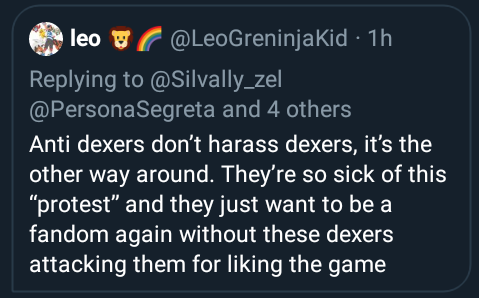 leo 🦁🌈 @LeoGreninjaKid · 1h
Replying to @Silvally_zel
@PersonaSegreta and 4 others
Anti dexers don’t harass dexers, it’s the
other way around. They’re so sick of this
“protest” and they just want to be a
fandom again without these dexers
attacking them for liking the game